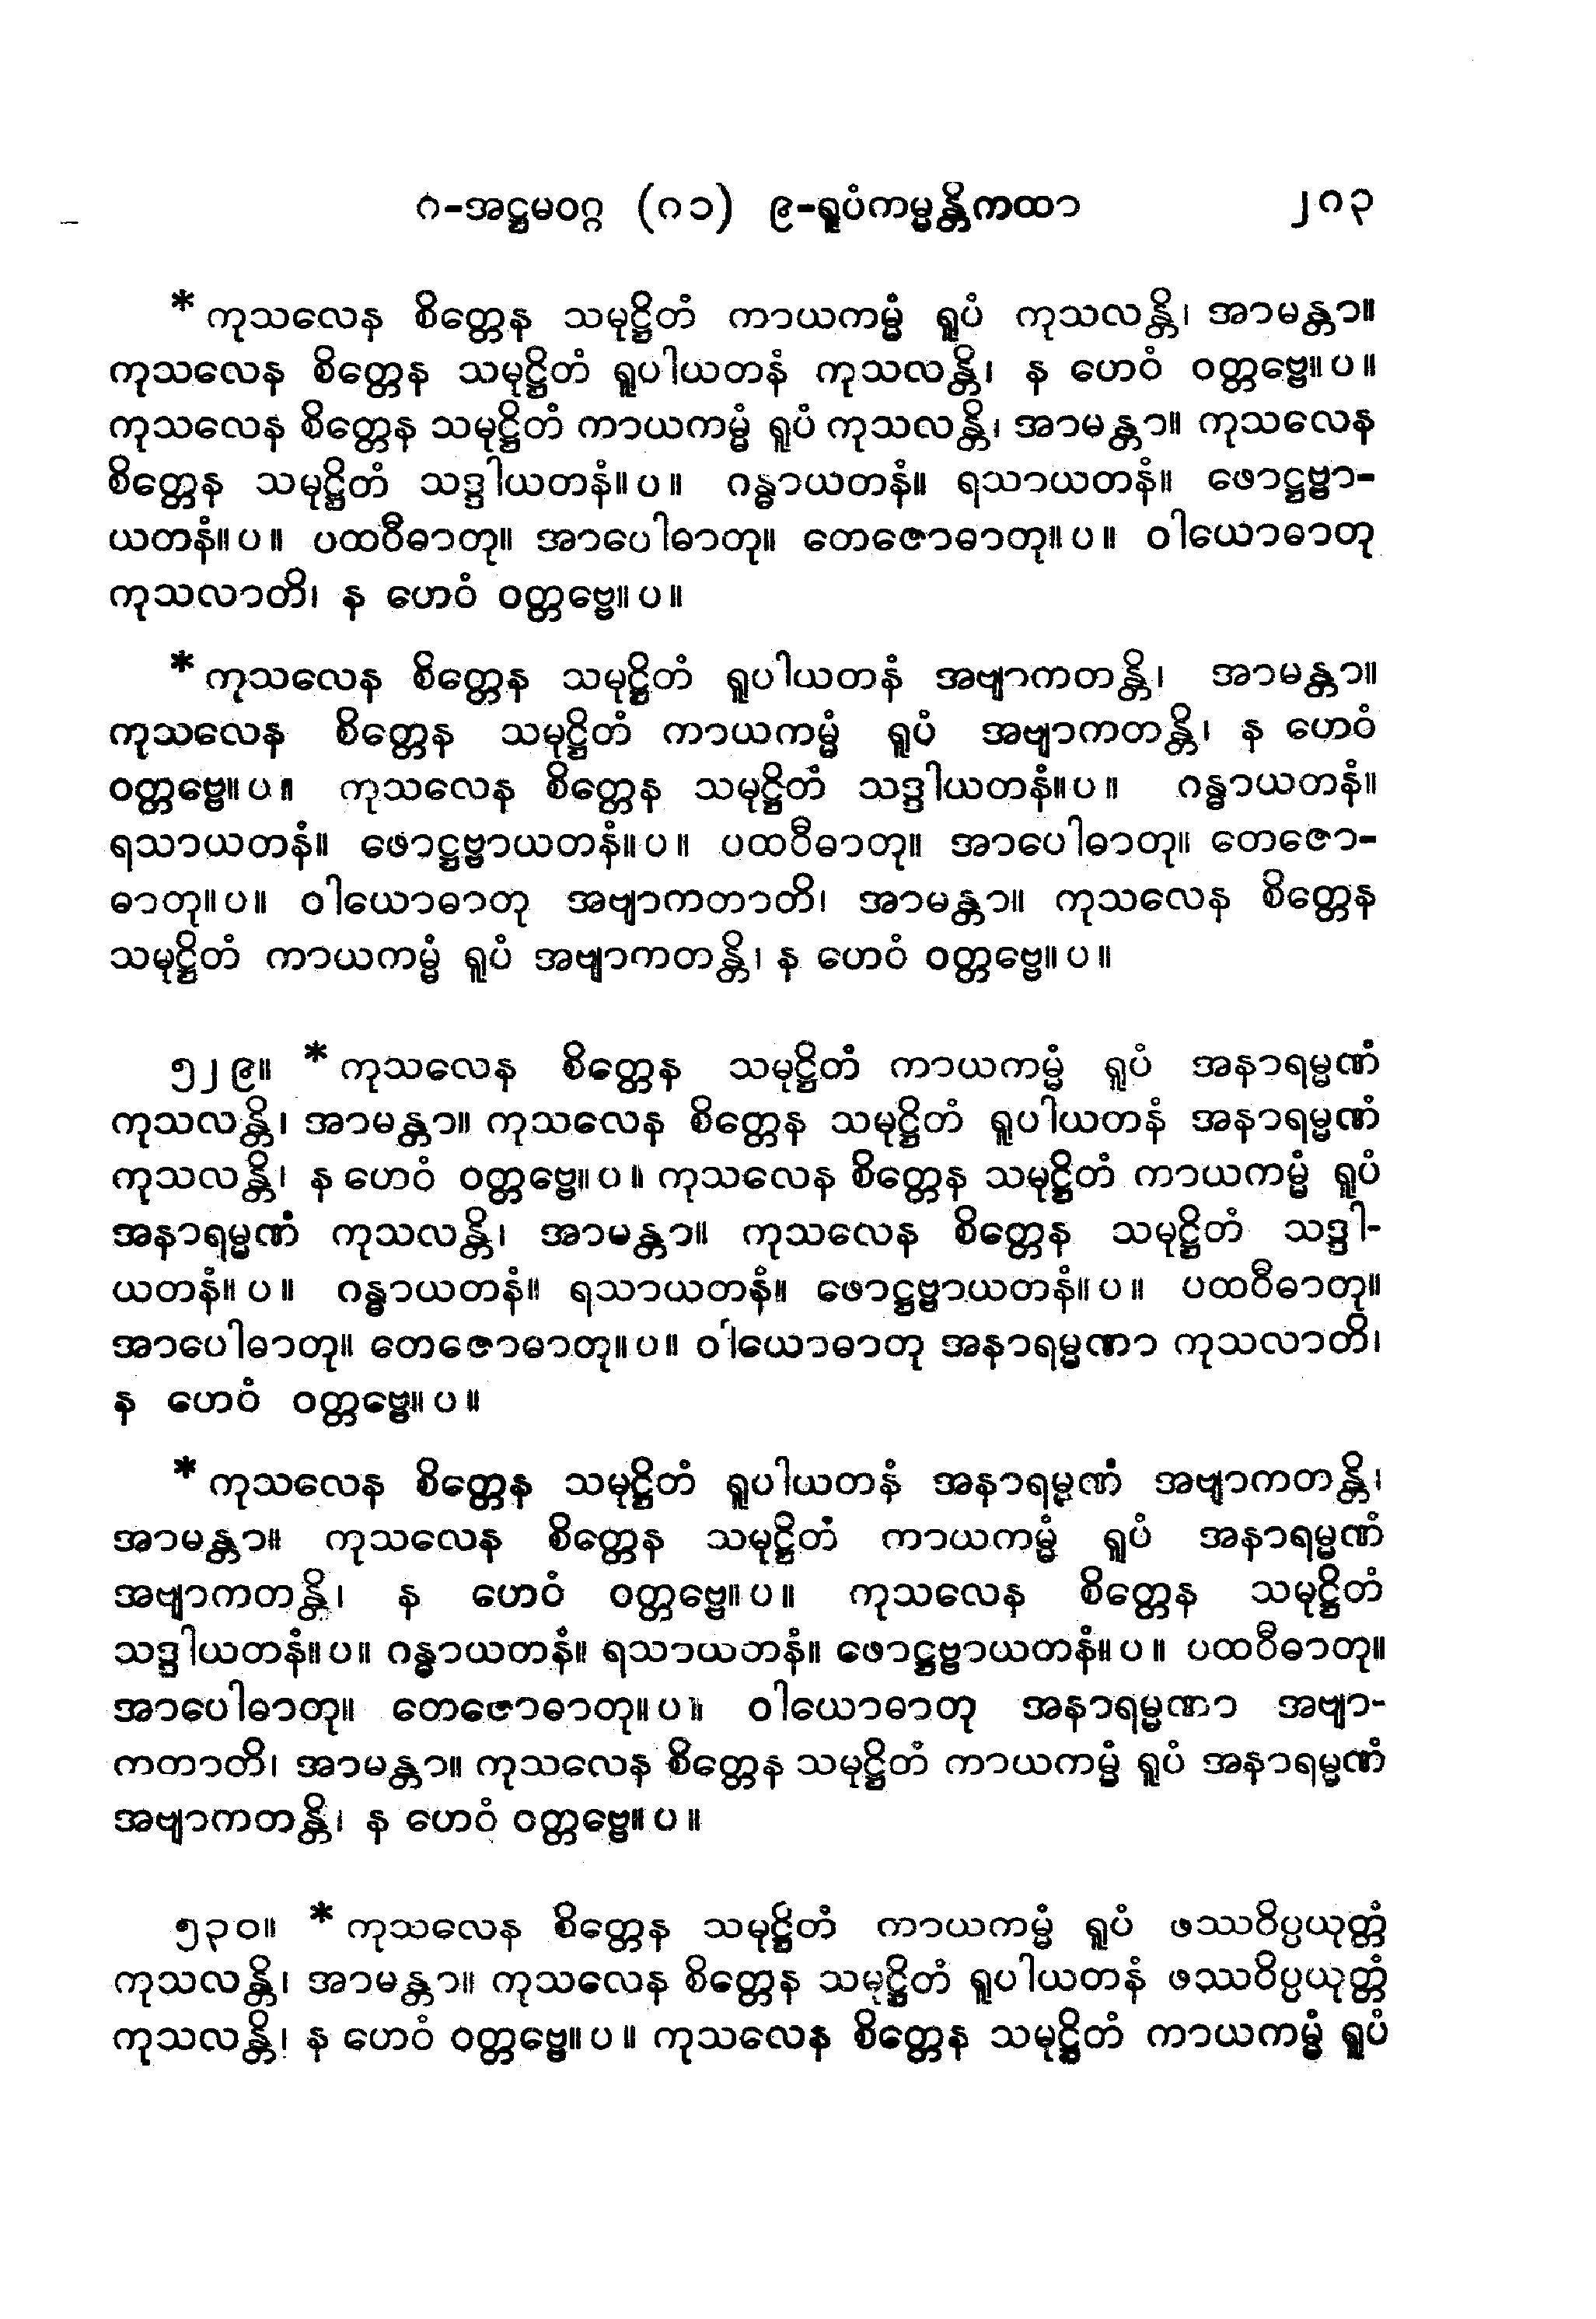 ၈-အဋ္ဌမဝဂ္ဂ (၈၁) ၉-ရူပံကမ္မန္တိကထာ ၂၈၃
* ကုသလေန စိတ္တေန သမုဋ္ဌိတံ ကာယကမ္မံ ရူပံ ကုသလန္တိ၊ အာမန္တာ။
ကုသလေန စိတ္တေန သမုဋ္ဌိတံ ရူပါယတနံ ကုသလန္တိ၊ န ဟေဝံ ဝတ္တဗ္ဗေ။ပ။
ကုသလေန စိတ္တေန သမုဋ္ဌိတံ ကာယကမ္မံ ရူပံ ကုသလန္တိ၊ အာမန္တာ။ ကုသလေန
စိတ္တေန သမုဋ္ဌိတံ သဒ္ဒါယတနံ။ပ။ ဂန္ဓာယတနံ။ ရသာယတနံ။ ဖောဋ္ဌဗ္ဗာ-
ယတနံ။ပ။ ပထဝီဓာတု။ အာပေါဓာတု။ တေဇောဓာတု။ပ။ ဝါယောဓာတု
ကုသလာတိ၊ န ဟေဝံ ဝတ္တဗ္ဗေ။ပ။
* ကုသလေန စိတ္တေန သမုဋ္ဌိတံ ရူပါယတနံ အဗျာကတန္တိ၊ အာမန္တာ။
ကုသလေန စိတ္တေန သမုဋ္ဌိတံ ကာယကမ္မံ ရူပံ အဗျာကတန္တိ၊ န ဟေဝံ
ဝတ္တဗ္ဗေ။ပ။ ကုသလေန စိတ္တေန သမုဋ္ဌိတံ သဒ္ဒါယတနံ။ပ။ ဂန္ဓာယတနံ။
ရသာယတနံ။ ဖောဋ္ဌဗ္ဗာယတနံ။ပ။ ပထဝီဓာတု။ အာပေါဓာတု။ တေဇော-
ဓာတု။ပ။ ဝါယောဓာတု အဗျာကတာတိ၊ အာမန္တာ။ ကုသလေန စိတ္တေန
သမုဋ္ဌိတံ ကာယကမ္မံ ရူပံ အဗျာကတန္တိ၊ န ဟေဝံ ဝတ္တဗ္ဗေ။ပ။
၅၂၉။ * ကုသလေန စိတ္တေန သမုဋ္ဌိတံ ကာယကမ္မံ ရူပံ အနာရမ္မဏံ
ကုသလန္တိ၊ အာမန္တာ။ ကုသလေန စိတ္တေန သမုဋ္ဌိတံ ရူပါယတနံ အနာရမ္မဏံ
ကုသလန္တိ၊ န ဟေဝံ ဝတ္တဗ္ဗေ။ပ။ ကုသလေန စိတ္တေန သမုဋ္ဌိတံ ကာယကမ္မံ ရူပံ
အနာရမ္မဏံ ကုသလန္တိ၊ အာမန္တာ။ ကုသလေန စိတ္တေန သမုဋ္ဌိတံ သဒ္ဒါ-
ယတနံ။ပ။ ဂန္ဓာယတနံ။ ရသာယတနံ။ ဖောဋ္ဌဗ္ဗာယတနံ။ပ။ ပထဝီဓာတု။
အာပေါဓာတု။ တေဇောဓာတု။ပ။ ဝါယောဓာတု အနာရမ္မဏာ ကုသလာတိ၊
န ဟေဝံ ဝတ္တဗ္ဗေ။ပ။
* ကုသလေန စိတ္တေန သမုဋ္ဌိတံ ရူပါယတနံ အနာရမ္မဏံ အဗျာကတန္တိ၊
အာမန္တာ။ ကုသလေန စိတ္တေန သမုဋ္ဌိတံ ကာယကမ္မံ ရူပံ အနာရမ္မဏံ
အဗျာကတန္တိ၊ န ဟေဝံ ဝတ္တဗ္ဗေ။ပ။ ကုသလေန စိတ္တေန သမုဋ္ဌိတံ
သဒ္ဒါယတနံ။ပ။ ဂန္ဓာယတနံ။ ရသာယတနံ။ ဖောဋ္ဌဗ္ဗာယတနံ။ပ။ ပထဝီဓာတု။
အာပေါဓာတု။ တေဇောဓာတု။ပ။ ဝါယောဓာတု အနာရမ္မဏာ အဗျာ-
ကတာတိ၊ အာမန္တာ။ ကုသလေန စိတ္တေန သမုဋ္ဌိတံ ကာယကမ္မံ ရူပံ အနာရမ္မဏံ
အဗျာကတန္တိ၊ န ဟေဝံ ဝတ္တဗ္ဗေ။ပ။
၅၃၀။ * ကုသလေန စိတ္တေန သမုဋ္ဌိတံ ကာယကမ္မံ ရူပံ ဖဿဝိပ္ပယုတ္တံ
ကုသလန္တိ၊ အာမန္တာ။ ကုသလေန စိတ္တေန သမုဋ္ဌိတံ ရူပါယတနံ ဖဿဝိပ္ပယုတ္တံ
ကုသလန္တိ၊ န ဟေဝံ ဝတ္တဗ္ဗေ။ပ။ ကုသလေန စိတ္တေန သမုဋ္ဌိတံ ကာယကမ္မံ ရူပံ